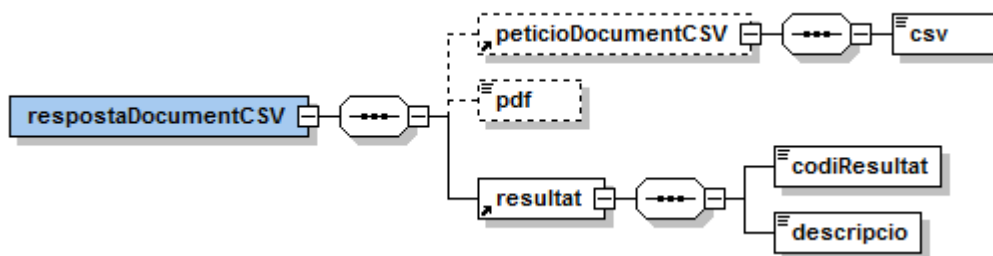 peticioDocumentCSV
csv
pdf
respostaDocumentCSV
codiResultat
resultat
descripcio